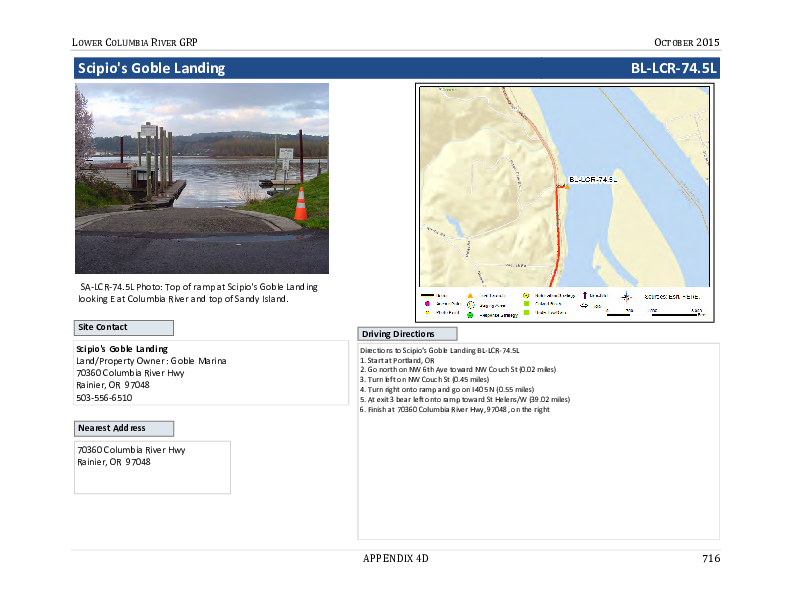 LOWER COLUMBIA RIVER GRP
OCTOBER 2015
Scipio's Goble Landing
BL-LCR-74.5L
BL-LCR-74.5L
Sources: Esri, HERE,
SA-LCR-74.5L Photo: Top of ramp at Scipio's Goble Landing
looking E at Columbia River and top of Sandy Island.
Site Contact
Scipio's Goble Landing
Land/Property Owner: Goble Marina
70360 Columbia River Hwy
Rainier, OR 97048
503-556-6510
Nearest Address
70360 Columbia River Hwy
Rainier, OR 97048
Driving Directions
Directions to Scipio's Goble Landing BL-LCR-74.5L
1. Start at Portland, OR
2. Go north on NW 6th Ave toward NW Couch St (0.02 miles)
3. Turn left on NW Couch St (0.45 miles)
4. Turn right onto ramp and go on I405 N (0.55 miles)
5. At exit 3 bear left onto ramp toward St Helens/W (39.02 miles)
6. Finish at 70360 Columbia River Hwy, 97048, on the right
APPENDIX 4D
716